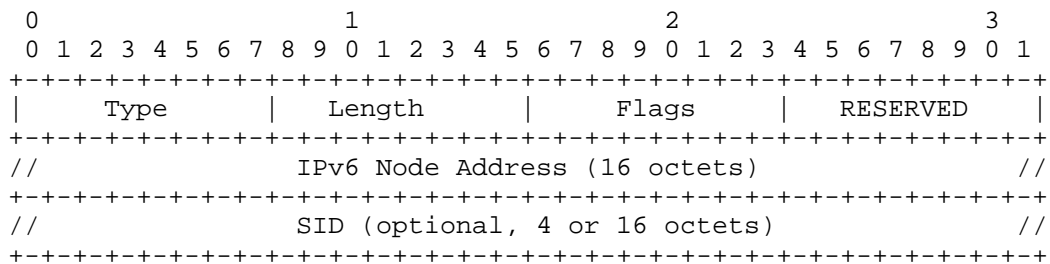 0                   1                   2                   3
 0 1 2 3 4 5 6 7 8 9 0 1 2 3 4 5 6 7 8 9 0 1 2 3 4 5 6 7 8 9 0 1
+-+-+-+-+-+-+-+-+-+-+-+-+-+-+-+-+-+-+-+-+-+-+-+-+-+-+-+-+-+-+-+-+
|     Type      |   Length      |     Flags     |   RESERVED    |
+-+-+-+-+-+-+-+-+-+-+-+-+-+-+-+-+-+-+-+-+-+-+-+-+-+-+-+-+-+-+-+-+
//                IPv6 Node Address (16 octets)                //
+-+-+-+-+-+-+-+-+-+-+-+-+-+-+-+-+-+-+-+-+-+-+-+-+-+-+-+-+-+-+-+-+
//                SID (optional, 4 or 16 octets)               //
+-+-+-+-+-+-+-+-+-+-+-+-+-+-+-+-+-+-+-+-+-+-+-+-+-+-+-+-+-+-+-+-+